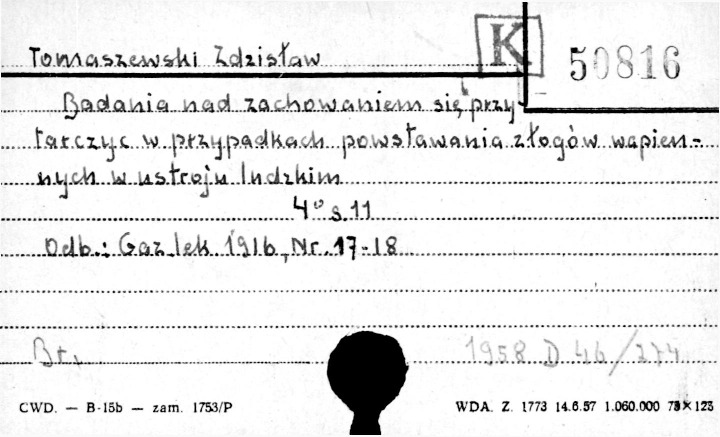 Tomaszewski Zdzisław
K
50816
Badania nad zachowaniem się przy-
tarczyc w przypadkach powstawania złogów wapien-
nych w ustroju ludzkim
4° s. 11
Odb.: Gaz. lek 1916, Nr. 17-18
Br.
1958 D 46/274
CWD. — B-15b — zam. 1753/P
WDA. Z. 1773 14.6.57 1.060.000 75×125